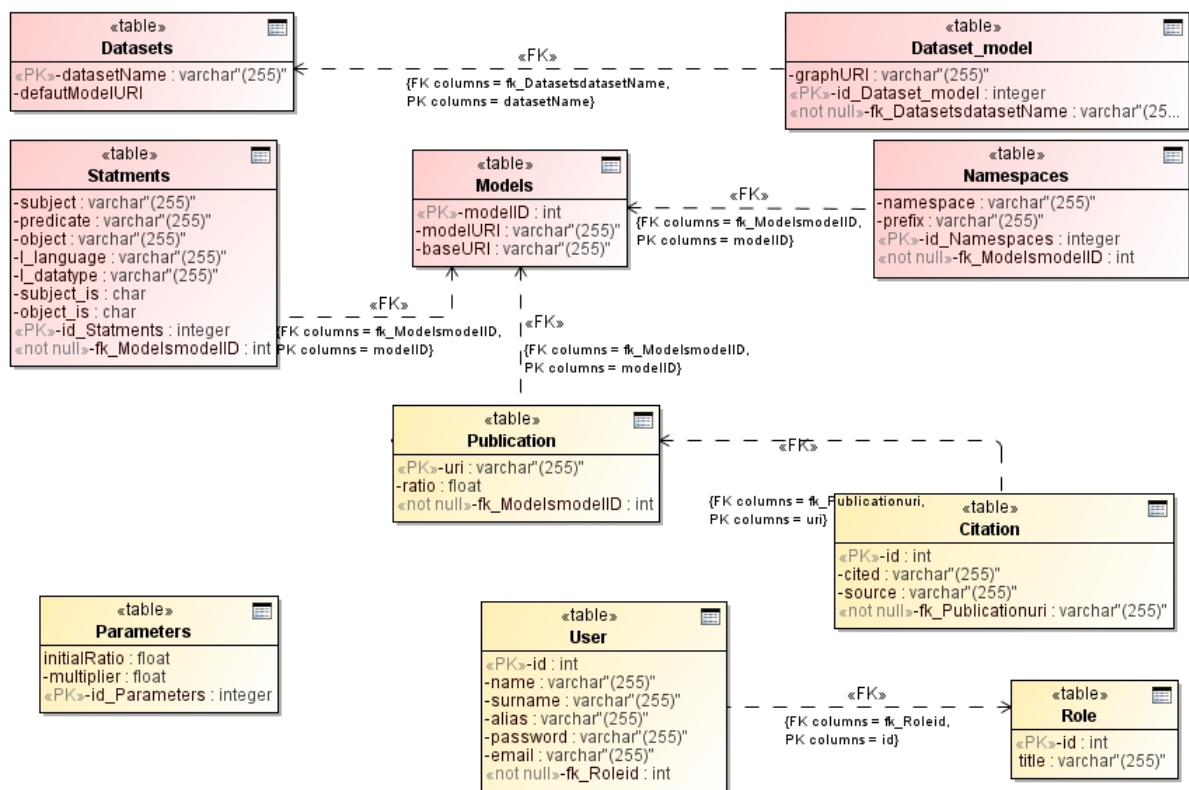 «table»
Datasets
«PK»-datasetName : varchar"(255)"
-defautModelURI
«FK»
{FK columns = fk_DatasetsdatasetName,
PK columns = datasetName}
«table»
Dataset_model
-graphURI : varchar"(255)"
«PK»-id_Dataset_model : integer
«not null»-fk_DatasetsdatasetName : varchar"(25...
«table»
Statments
-subject : varchar"(255)"
-predicate : varchar"(255)"
-object : varchar"(255)"
-l_language : varchar"(255)"
-l_datatype : varchar"(255)"
-subject_is : char
-object_is : char
«PK»-id_Statments : integer
«not null»-fk_ModelsmodelID : int
«FK»
{FK columns = fk_ModelsmodelID,
PK columns = modelID}
«table»
Models
«PK»-modelID : int
-modelURI : varchar"(255)"
-baseURI : varchar"(255)"
«FK»
{FK columns = fk_ModelsmodelID,
PK columns = modelID}
«table»
Namespaces
-namespace : varchar"(255)"
-prefix : varchar"(255)"
«PK»-id_Namespaces : integer
«not null»-fk_ModelsmodelID : int
«FK»
{FK columns = fk_ModelsmodelID,
PK columns = modelID}
«table»
Publication
«PK»-uri : varchar"(255)"
-ratio : float
«not null»-fk_ModelsmodelID : int
«FK»
{FK columns = fk_Publicationuri,
PK columns = uri}
«table»
Citation
«PK»-id : int
-cited : varchar"(255)"
-source : varchar"(255)"
«not null»-fk_Publicationuri : varchar"(255)"
«table»
Parameters
initialRatio : float
-multiplier : float
«PK»-id_Parameters : integer
«table»
User
«PK»-id : int
-name : varchar"(255)"
-surname : varchar"(255)"
-alias : varchar"(255)"
-password : varchar"(255)"
-email : varchar"(255)"
«not null»-fk_Roleid : int
«FK»
{FK columns = fk_Roleid,
PK columns = id}
«table»
Role
«PK»-id : int
title : varchar"(255)"